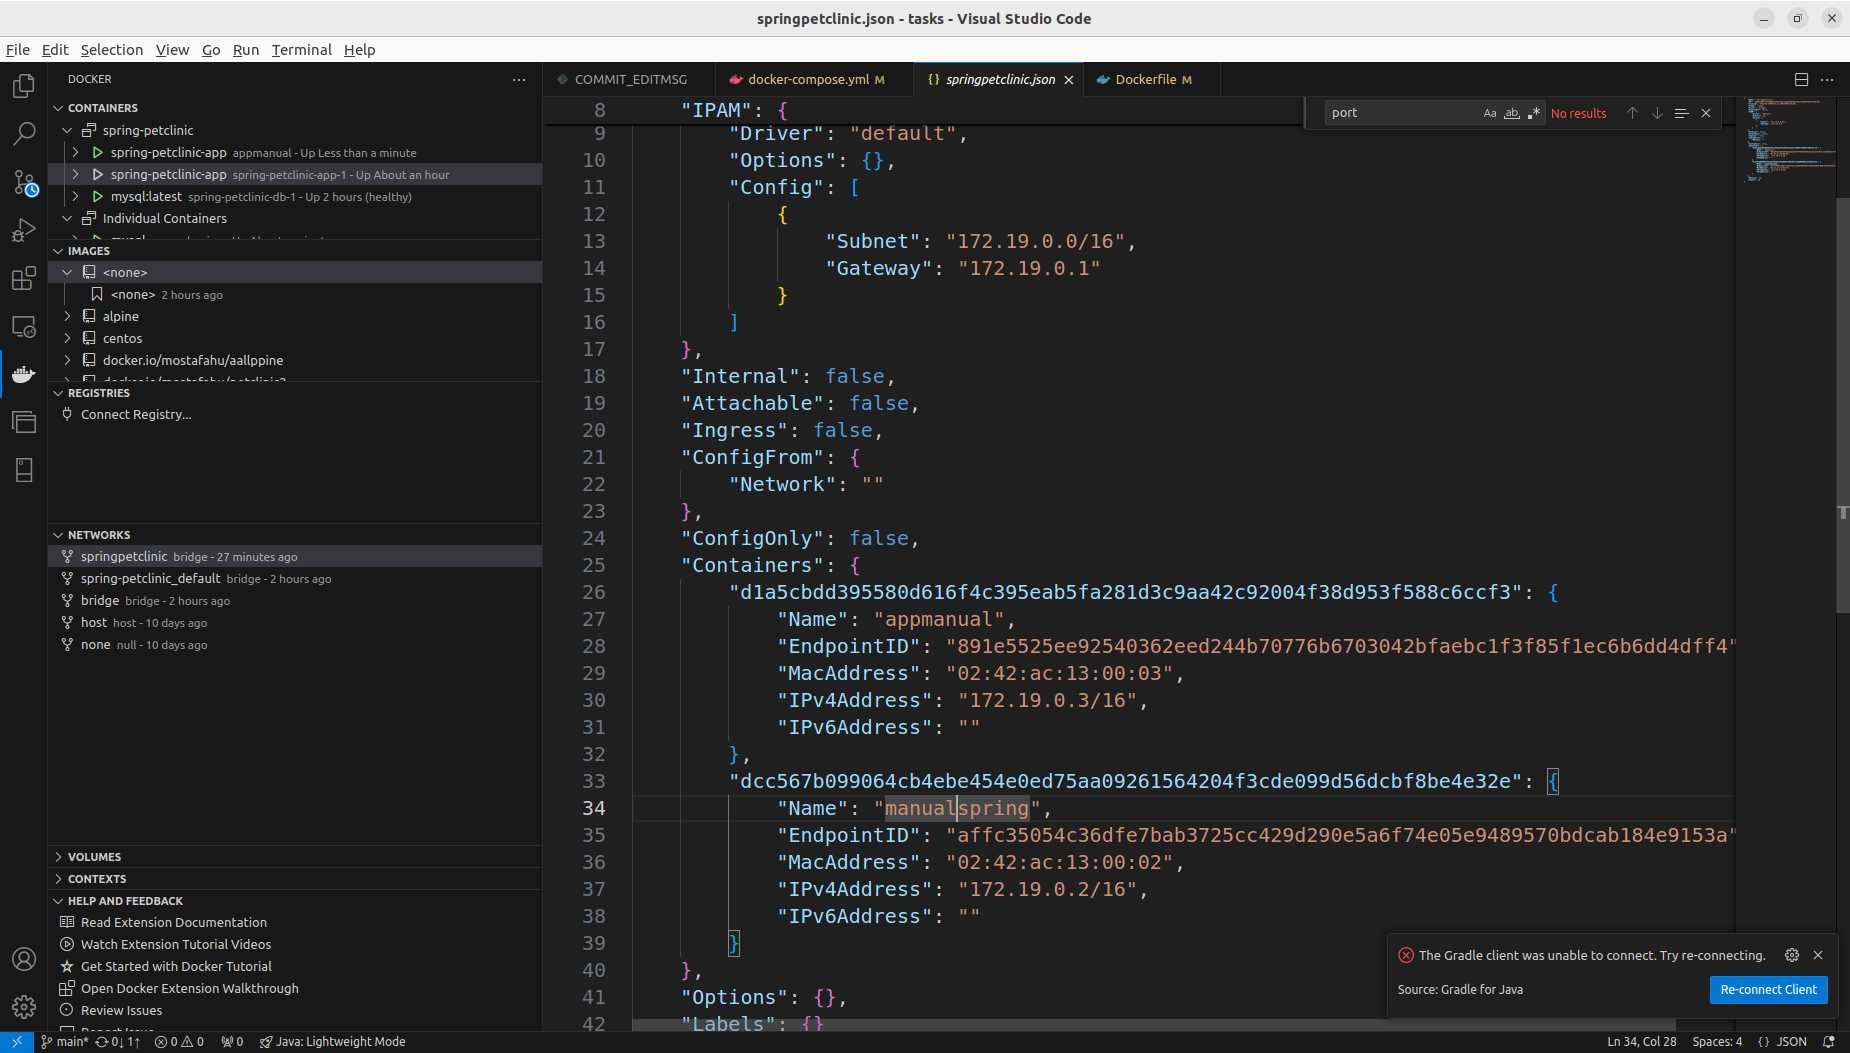 springpetclinic.json - tasks - Visual Studio Code
File Edit Selection View Go Run Terminal Help
DOCKER
CONTAINERS
spring-petclinic
spring-petclinic-app appmanual - Up Less than a minute
spring-petclinic-app spring-petclinic-app-1 - Up About an hour
mysql:latest spring-petclinic-db-1 - Up 2 hours (healthy)
Individual Containers
IMAGES
<none>
<none> 2 hours ago
alpine
centos
docker.io/mostafahu/aallppine
REGISTRIES
Connect Registry...
NETWORKS
springpetclinic bridge - 27 minutes ago
spring-petclinic_default bridge - 2 hours ago
bridge bridge - 2 hours ago
host host - 10 days ago
none null - 10 days ago
VOLUMES
CONTEXTS
HELP AND FEEDBACK
Read Extension Documentation
Watch Extension Tutorial Videos
Get Started with Docker Tutorial
Open Docker Extension Walkthrough
Review Issues
COMMIT_EDITMSG docker-compose.yml M {} springpetclinic.json Dockerfile M
port Aa ab .* No results
8 "IPAM": {
9 "Driver": "default",
10 "Options": {},
11 "Config": [
12 {
13 "Subnet": "172.19.0.0/16",
14 "Gateway": "172.19.0.1"
15 }
16 ]
17 },
18 "Internal": false,
19 "Attachable": false,
20 "Ingress": false,
21 "ConfigFrom": {
22 "Network": ""
23 },
24 "ConfigOnly": false,
25 "Containers": {
26 "d1a5cbdd395580d616f4c395eab5fa281d3c9aa42c92004f38d953f588c6ccf3": {
27 "Name": "appmanual",
28 "EndpointID": "891e5525ee92540362eed244b70776b6703042bfaebc1f3f85f1ec6b6dd4dff4"
29 "MacAddress": "02:42:ac:13:00:03",
30 "IPv4Address": "172.19.0.3/16",
31 "IPv6Address": ""
32 },
33 "dcc567b099064cb4ebe454e0ed75aa09261564204f3cde099d56dcbf8be4e32e": {
34 "Name": "manualspring",
35 "EndpointID": "affc35054c36dfe7bab3725cc429d290e5a6f74e05e9489570bdcab184e9153a"
36 "MacAddress": "02:42:ac:13:00:02",
37 "IPv4Address": "172.19.0.2/16",
38 "IPv6Address": ""
39 }
40 },
41 "Options": {},
42 "Labels": {}
The Gradle client was unable to connect. Try re-connecting.
Source: Gradle for Java
Re-connect Client
main* 0↓ 1↑ 0 0 0 Java: Lightweight Mode
Ln 34, Col 28 Spaces: 4 {} JSON